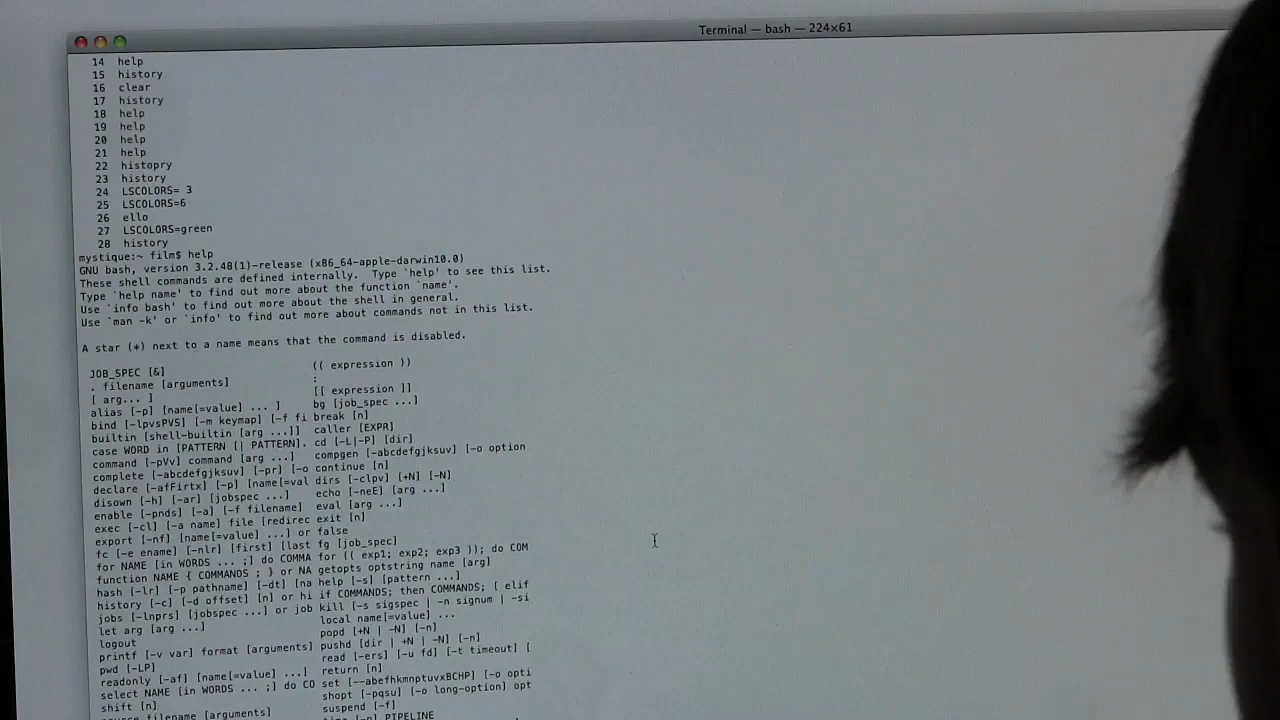 Terminal — bash — 224×61
14 help
15 history
16 clear
17 history
18 help
19 help
20 help
21 help
22 histopry
23 history
24 LSCOLORS= 3
25 LSCOLORS=6
26 ello
27 LSCOLORS=green
28 history
mystique:~ film$ help
GNU bash, version 3.2.48(1)-release (x86_64-apple-darwin10.0)
These shell commands are defined internally.  Type `help' to see this list.
Type `help name' to find out more about the function `name'.
Use `info bash' to find out more about the shell in general.
Use `man -k' or `info' to find out more about commands not in this list.
A star (*) next to a name means that the command is disabled.
JOB_SPEC [&] (( expression ))
. filename [arguments] :
[ arg... ] [[ expression ]]
alias [-p] [name[=value] ... ] bg [job_spec ...]
bind [-lpvsPVS] [-m keymap] [-f fi break [n]
builtin [shell-builtin [arg ...]] caller [EXPR]
case WORD in [PATTERN [| PATTERN]. cd [-L|-P] [dir]
command [-pVv] command [arg ...] compgen [-abcdefgjksuv] [-o option
complete [-abcdefgjksuv] [-pr] [-o continue [n]
declare [-afFirtx] [-p] [name[=val dirs [-clpv] [+N] [-N]
disown [-h] [-ar] [jobspec ...] echo [-neE] [arg ...]
enable [-pnds] [-a] [-f filename] eval [arg ...]
exec [-cl] [-a name] file [redirec exit [n]
export [-nf] [name[=value] ...] or false
fc [-e ename] [-nlr] [first] [last fg [job_spec]
for NAME [in WORDS ... ;] do COMMA for (( exp1; exp2; exp3 )); do COM
function NAME { COMMANDS ; } or NA getopts optstring name [arg]
hash [-lr] [-p pathname] [-dt] [na help [-s] [pattern ...]
history [-c] [-d offset] [n] or hi if COMMANDS; then COMMANDS; [ elif
jobs [-lnprs] [jobspec ...] or job kill [-s sigspec | -n signum | -si
let arg [arg ...] local name[=value] ...
logout popd [+N | -N] [-n]
printf [-v var] format [arguments] pushd [dir | +N | -N] [-n]
pwd [-LP] read [-ers] [-u fd] [-t timeout] [
readonly [-af] [name[=value] ...] return [n]
select NAME [in WORDS ... ;] do CO set [--abefhkmnptuvxBCHP] [-o opti
shift [n] shopt [-pqsu] [-o long-option] opt
source filename [arguments] suspend [-f]
time [-p] PIPELINE